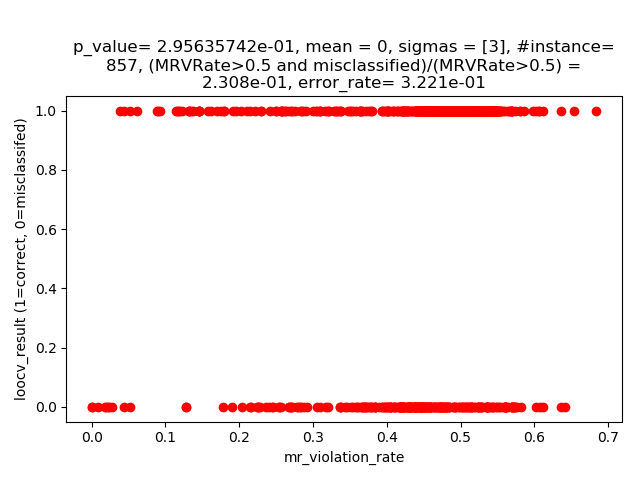 p_value= 2.95635742e-01, mean = 0, sigmas = [3], #instance=
857, (MRVRate>0.5 and misclassified)/(MRVRate>0.5) =
2.308e-01, error_rate= 3.221e-01
loocv_result (1=correct, 0=misclassifed)
1.0
0.8
0.6
0.4
0.2
0.0
0.0 0.1 0.2 0.3 0.4 0.5 0.6 0.7
mr_violation_rate